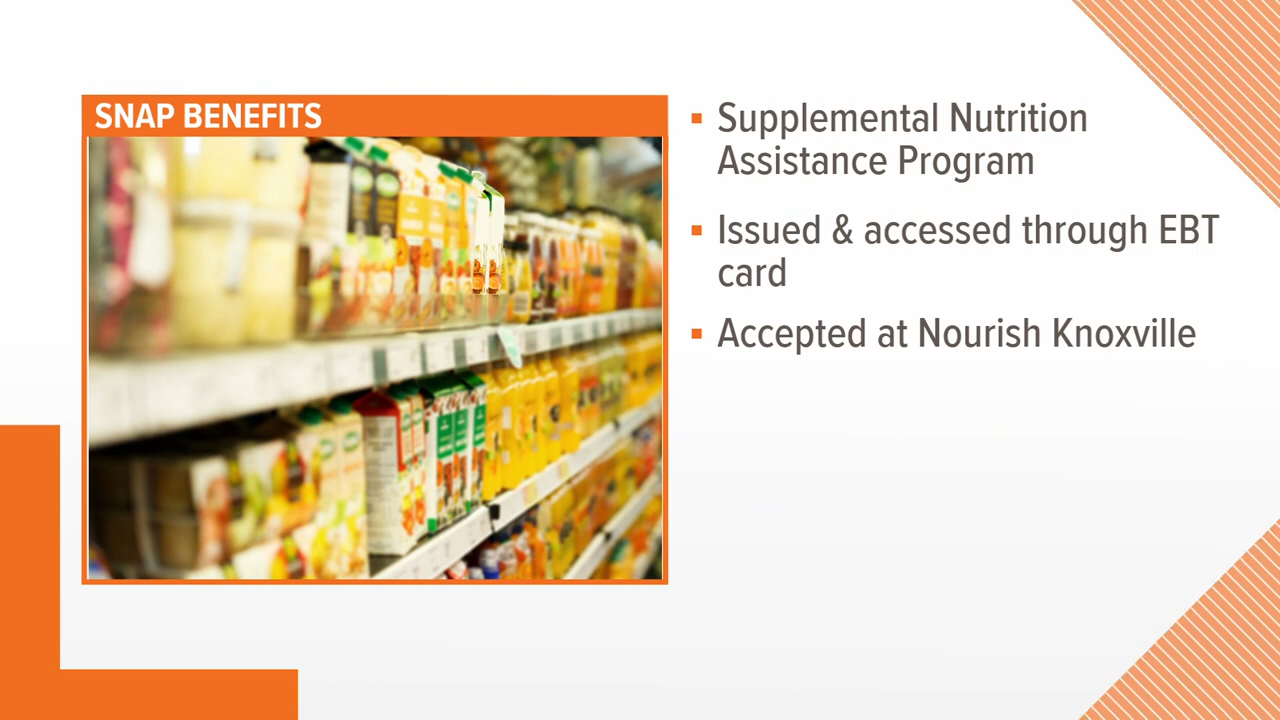 SNAP BENEFITS
▪ Supplemental Nutrition
Assistance Program
▪ Issued & accessed through EBT
card
▪ Accepted at Nourish Knoxville